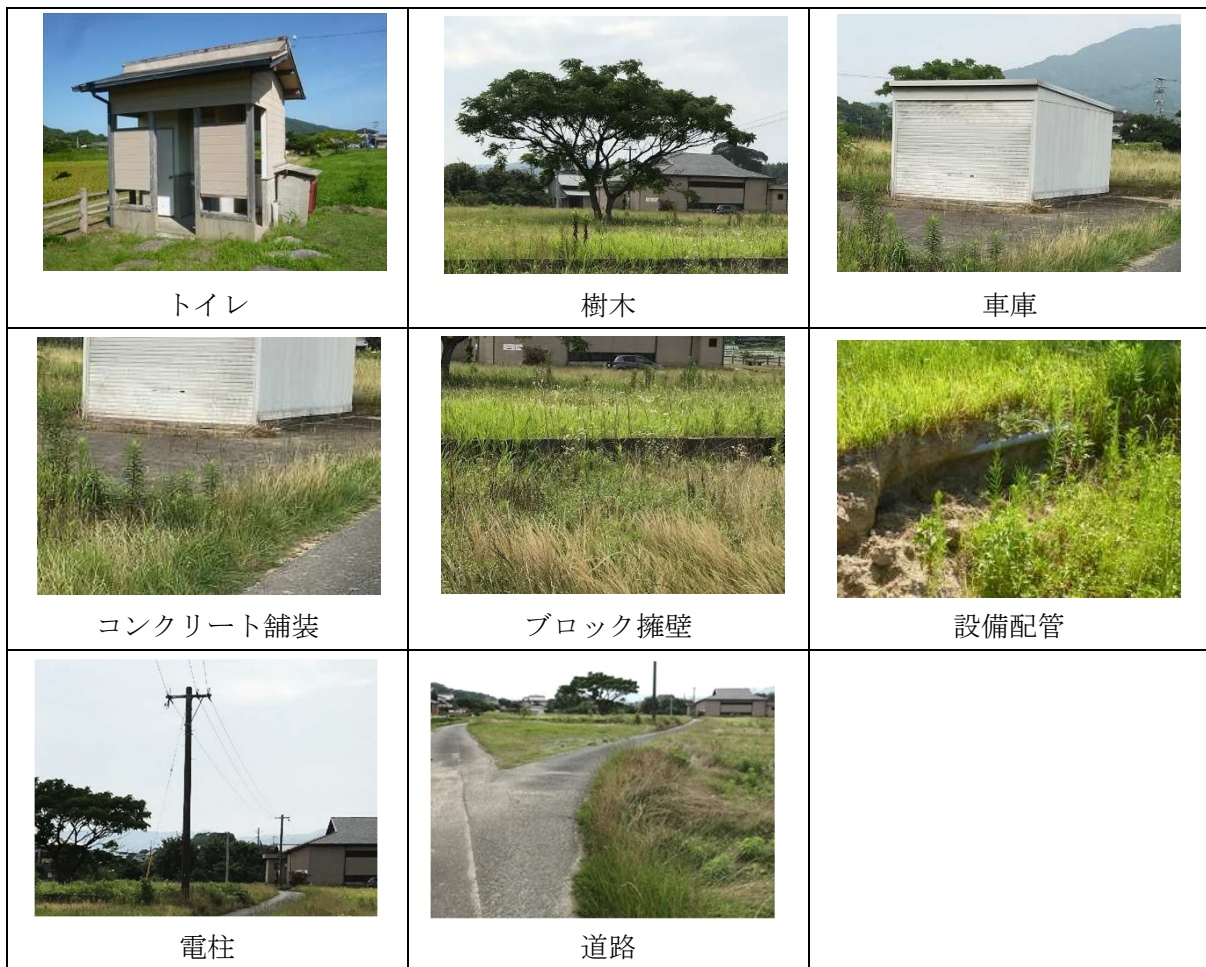 トイレ
樹木
車庫
コンクリート舗装
ブロック擁壁
設備配管
電柱
道路